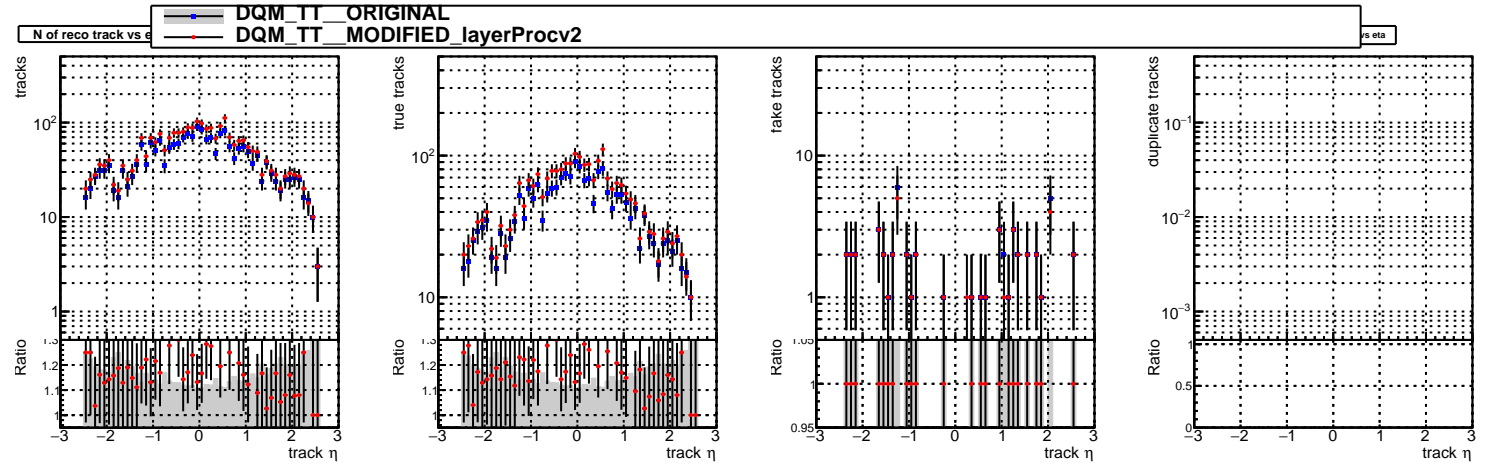 DQM_TT__ORIGINAL
DQM_TT__MODIFIED_layerProcv2
N of reco track vs e
vs eta
tracks
10²
10
1
Ratio
1.3
1.2
1.1
1
−3 −2 −1 0 1 2 3
track η
true tracks
10²
10
Ratio
1.3
1.2
1.1
1
−3 −2 −1 0 1 2 3
track η
fake tracks
10
1
Ratio
1.05
1
0.95
−3 −2 −1 0 1 2 3
track η
duplicate tracks
10⁻¹
10⁻²
10⁻³
Ratio
1
0.5
0
−3 −2 −1 0 1 2 3
track η